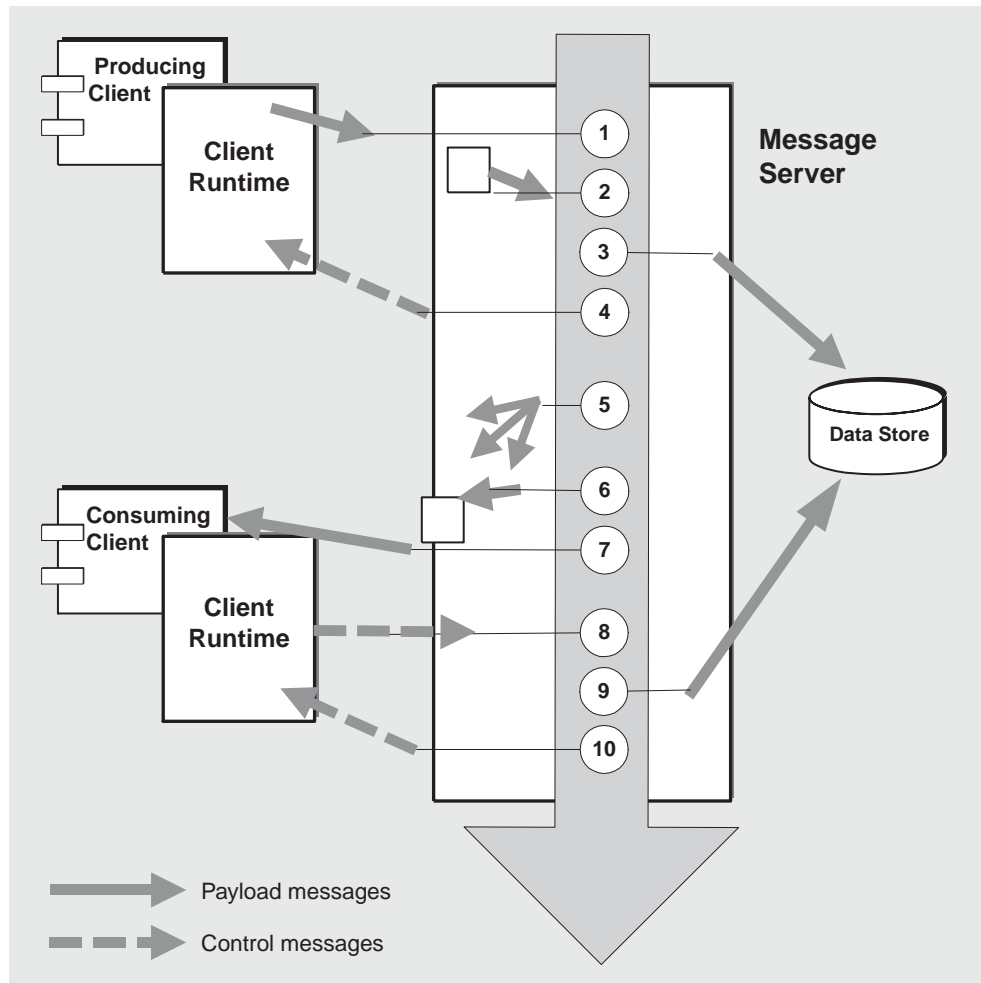 Producing
Client
Client
Runtime
1
Message
Server
2
3
4
5
Data Store
6
Consuming
Client
7
Client
Runtime
8
9
10
Payload messages
Control messages